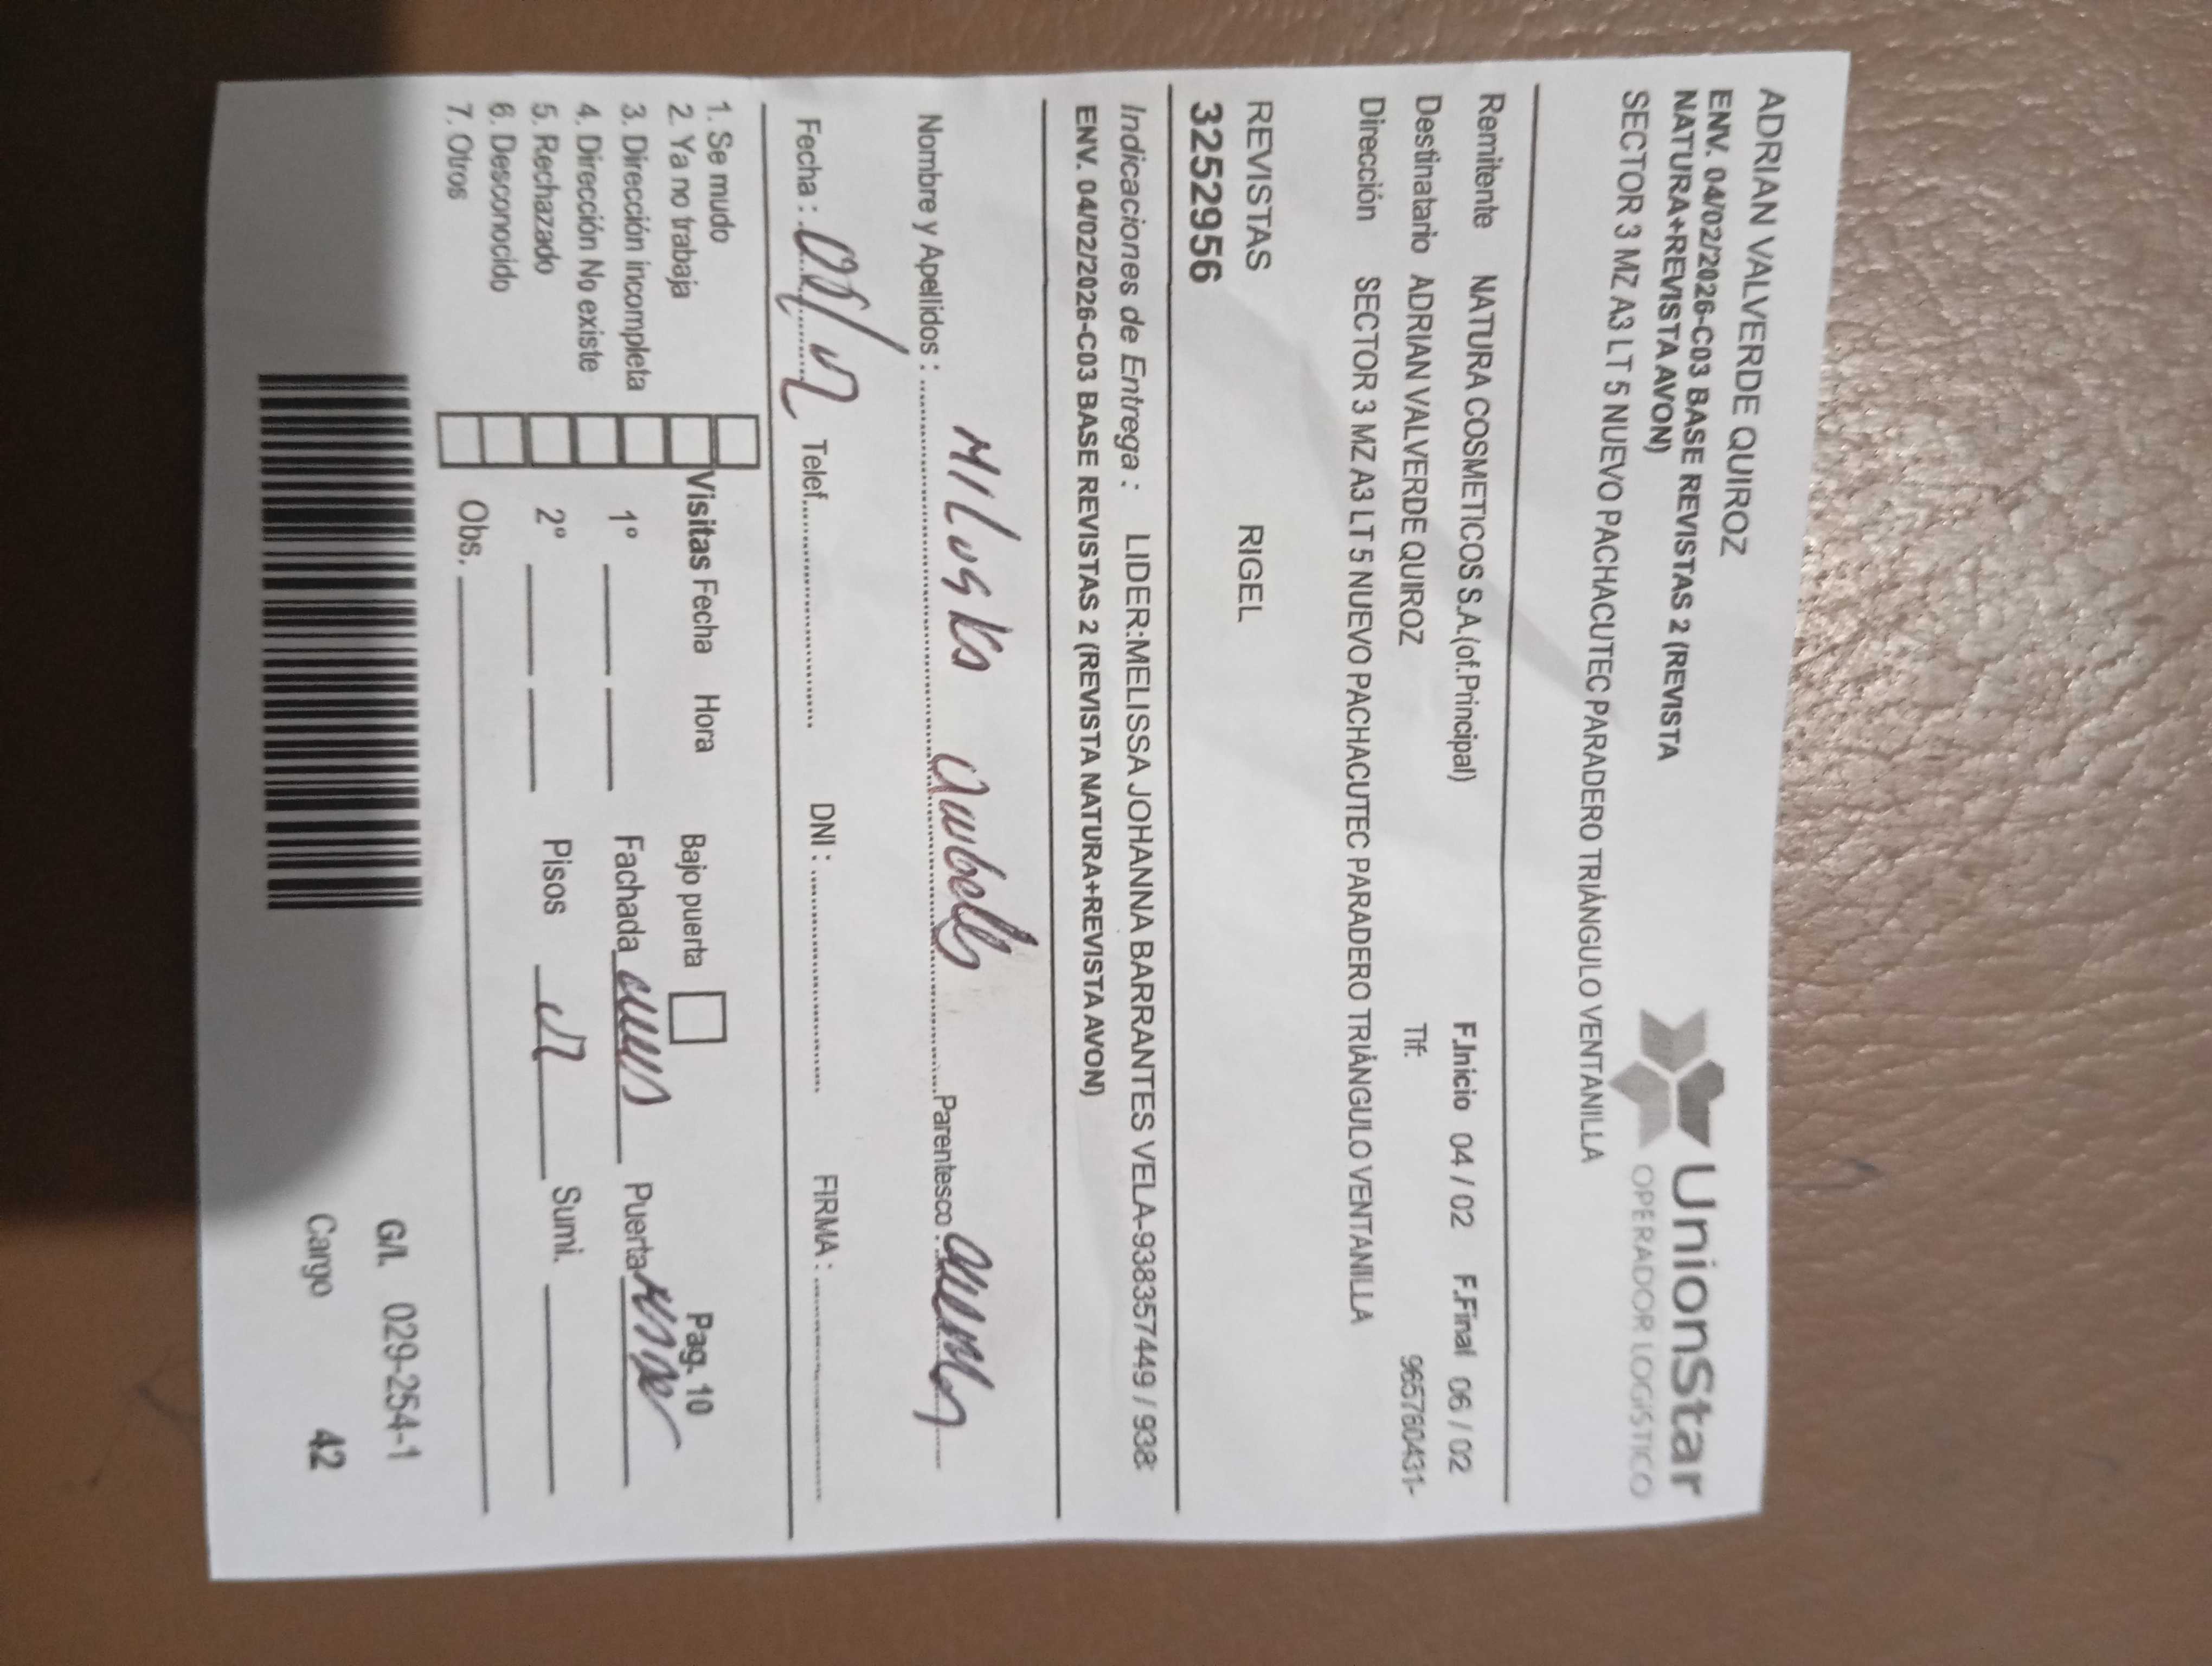 ADRIAN VALVERDE QUIROZ
ENV. 04/02/2026-C03 BASE REVISTAS 2 (REVISTA
NATURA+REVISTA AVON)
SECTOR 3 MZ A3 LT 5 NUEVO PACHACUTEC PARADERO TRIÁNGULO VENTANILLA
UnionStar
OPERADOR LOGÍSTICO
Remitente NATURA COSMETICOS S.A.(of.Principal) F.Inicio 04 / 02 F.Final 06 / 02
Destinatario ADRIAN VALVERDE QUIROZ Tlf: 965760431-
Dirección SECTOR 3 MZ A3 LT 5 NUEVO PACHACUTEC PARADERO TRIÁNGULO VENTANILLA
REVISTAS RIGEL
3252956
Indicaciones de Entrega : LIDER:MELISSA JOHANNA BARRANTES VELA-938357449 / 938
ENV. 04/02/2026-C03 BASE REVISTAS 2 (REVISTA NATURA+REVISTA AVON)
Nombre y Apellidos : Parentesco :
Fecha : Telef. DNI : FIRMA :
1. Se mudo
2. Ya no trabaja
3. Dirección incompleta
4. Dirección No existe
5. Rechazado
6. Desconocido
7. Otros
Visitas Fecha Hora
1°
2°
Obs.
Bajo puerta Pag. 10
Fachada Puerta
Pisos Sumi.
G/L 029-254-1
Cargo 42